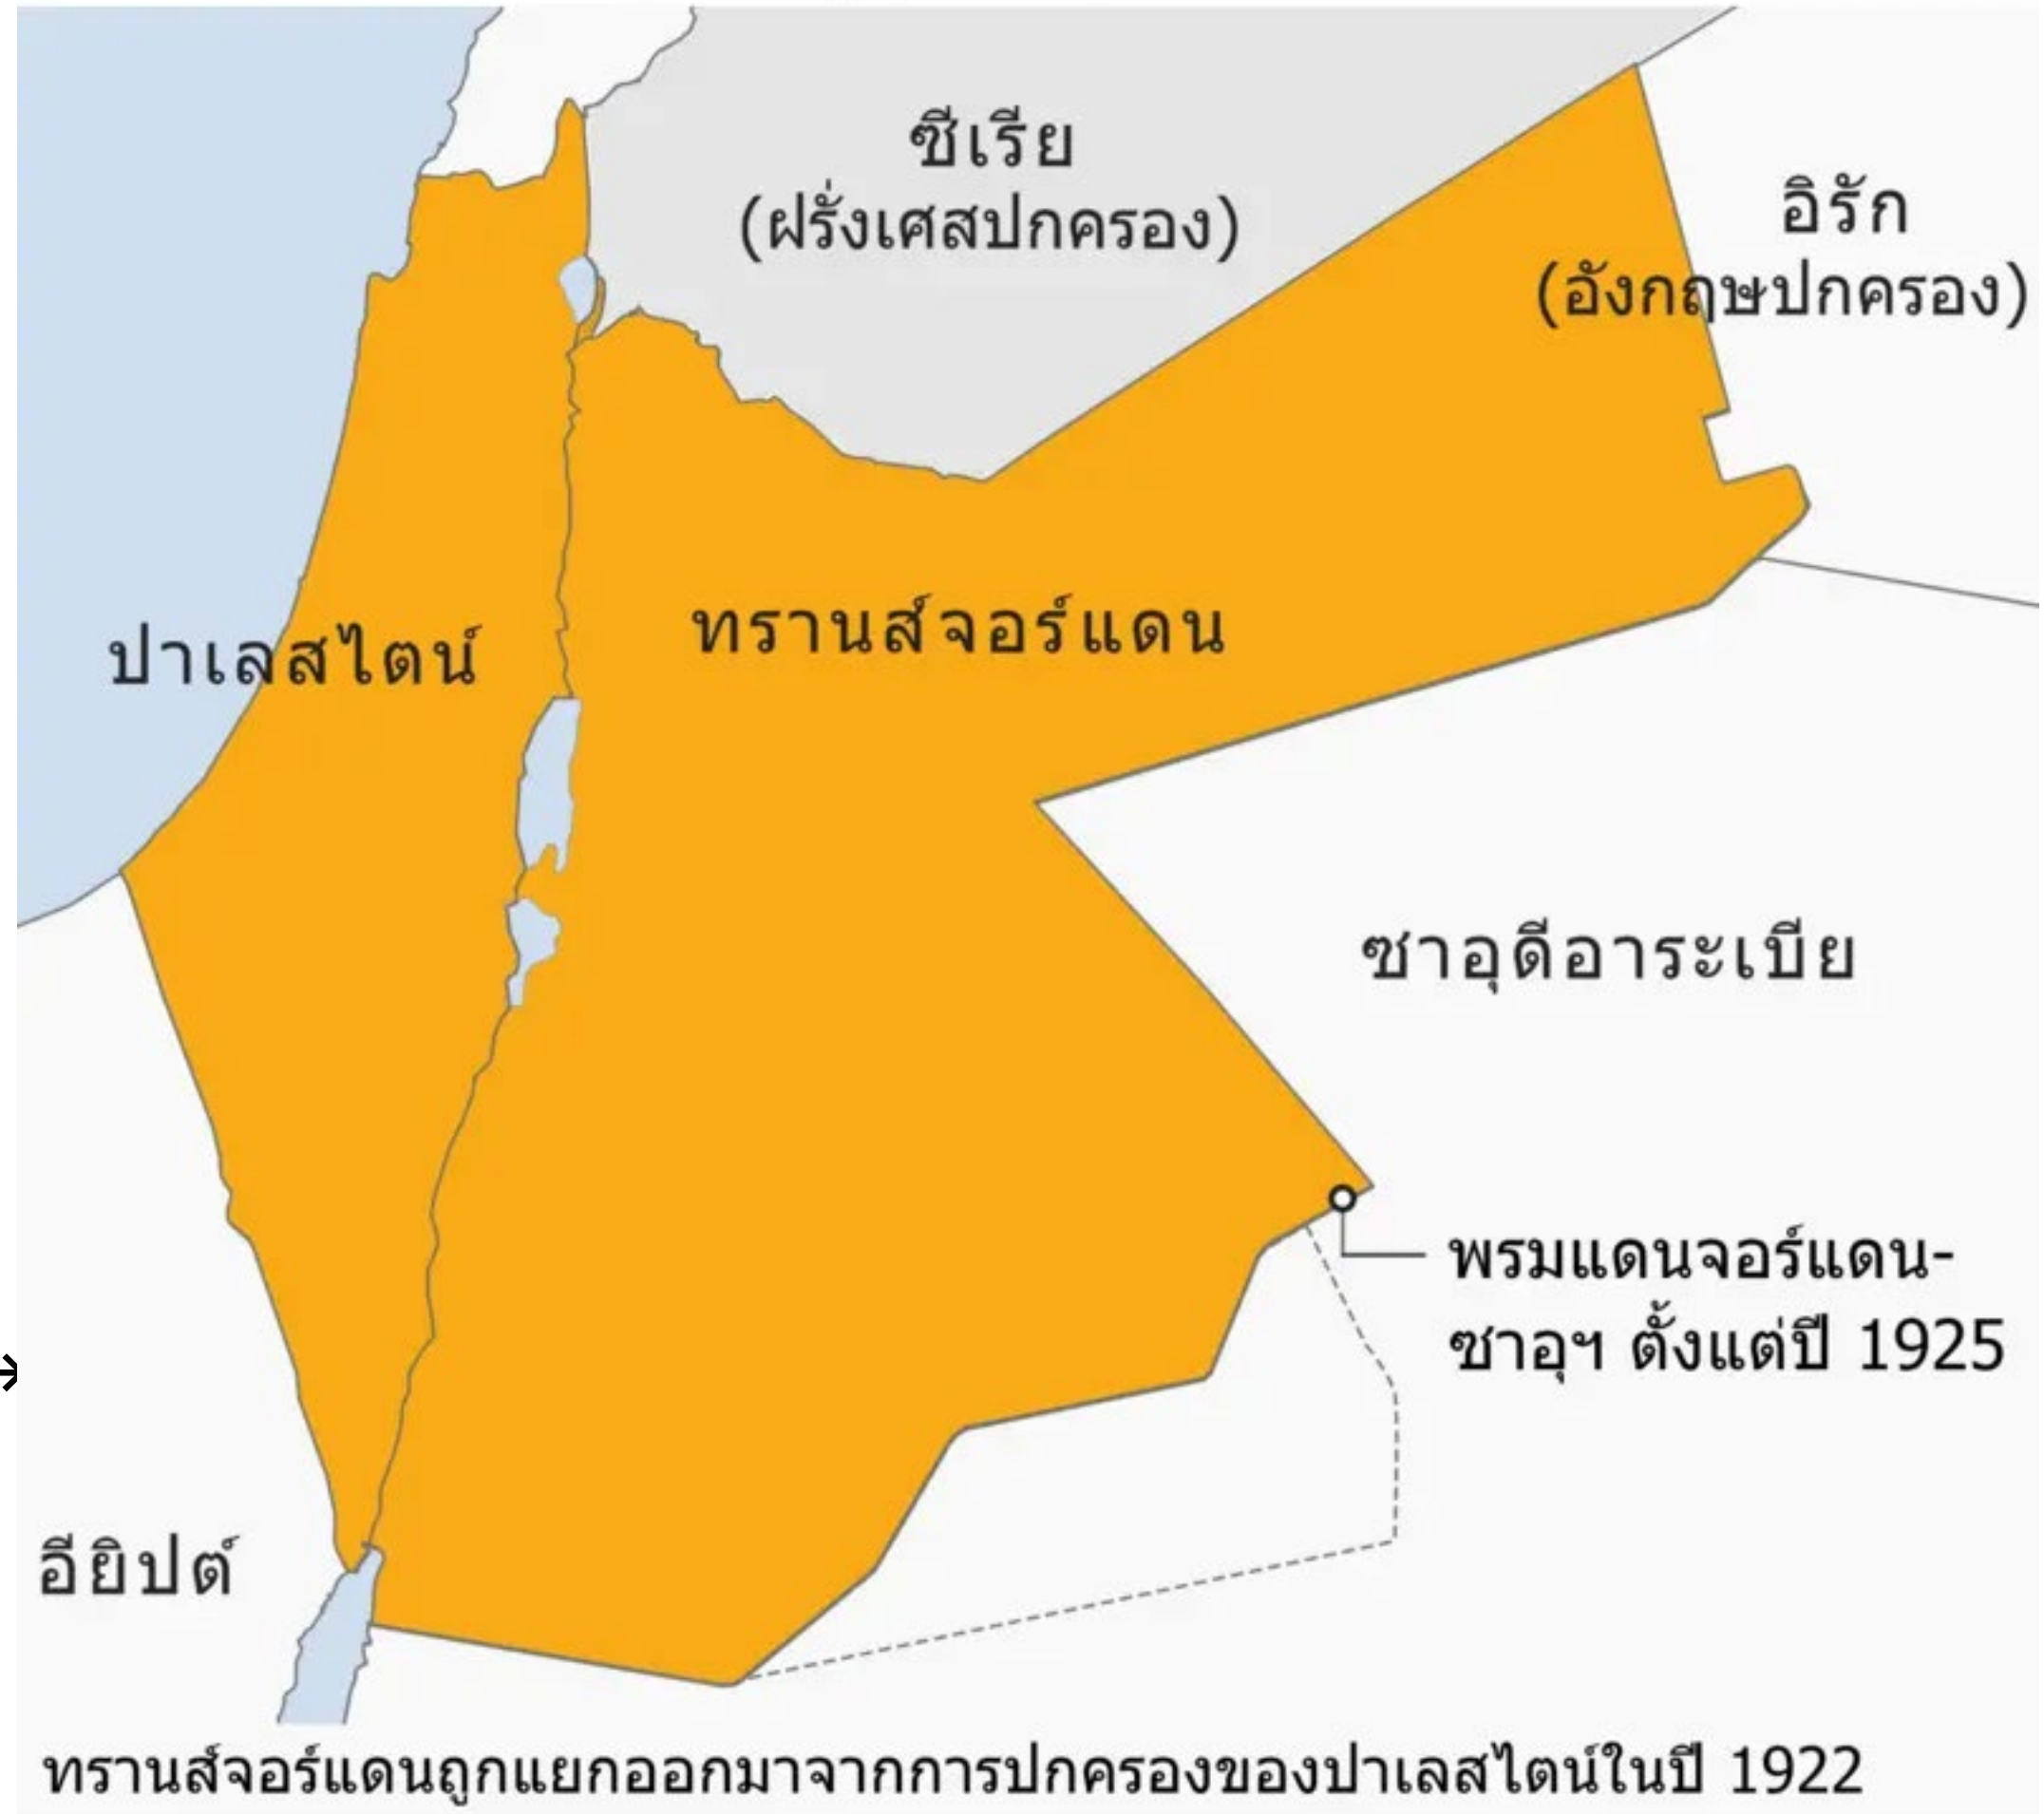 ซีเรีย
(ฝรั่งเศสปกครอง)
อิรัก
(อังกฤษปกครอง)
ปาเลสไตน์
ทรานส์จอร์แดน
ซาอุดีอาระเบีย
พรมแดนจอร์แดน-
ซาอุฯ ตั้งแต่ปี 1925
อียิปต์
ทรานส์จอร์แดนถูกแยกออกมาจากการปกครองของปาเลสไตน์ในปี 1922